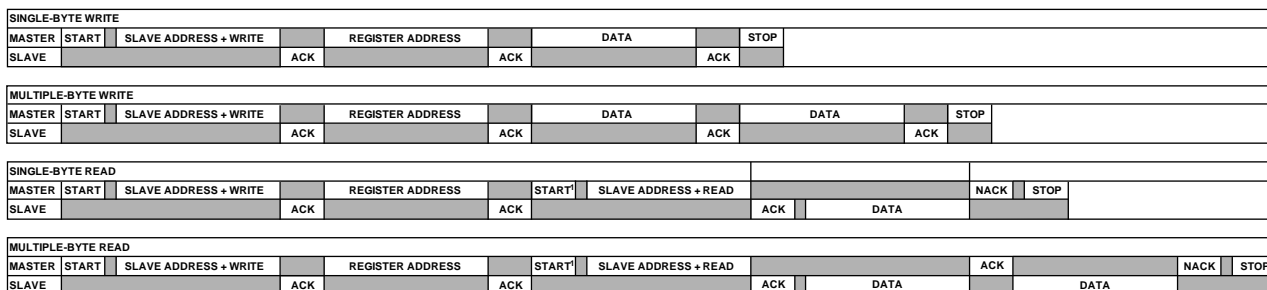 SINGLE-BYTE WRITE
MASTER START SLAVE ADDRESS + WRITE REGISTER ADDRESS DATA STOP
SLAVE ACK ACK ACK
MULTIPLE-BYTE WRITE
MASTER START SLAVE ADDRESS + WRITE REGISTER ADDRESS DATA DATA STOP
SLAVE ACK ACK ACK ACK
SINGLE-BYTE READ
MASTER START SLAVE ADDRESS + WRITE REGISTER ADDRESS START¹ SLAVE ADDRESS + READ NACK STOP
SLAVE ACK ACK ACK DATA
MULTIPLE-BYTE READ
MASTER START SLAVE ADDRESS + WRITE REGISTER ADDRESS START¹ SLAVE ADDRESS + READ ACK NACK STOP
SLAVE ACK ACK ACK DATA DATA